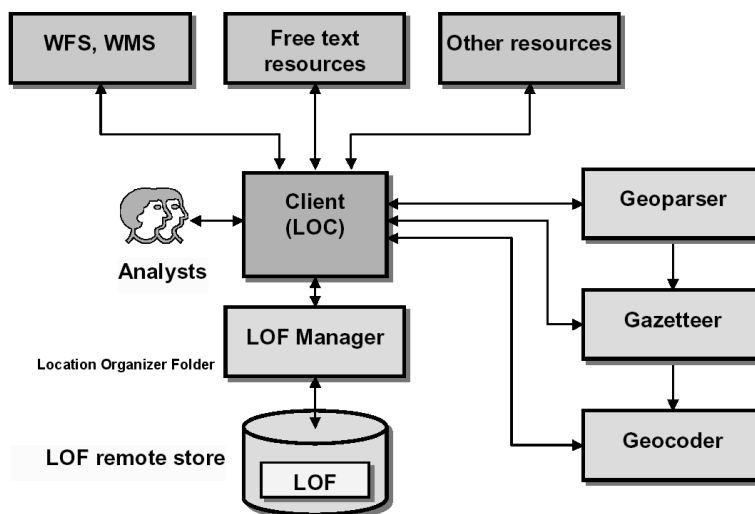 WFS, WMS
Free text
resources
Other resources
Client
(LOC)
Geoparser
Analysts
Gazetteer
LOF Manager
Location Organizer Folder
Geocoder
LOF remote store
LOF